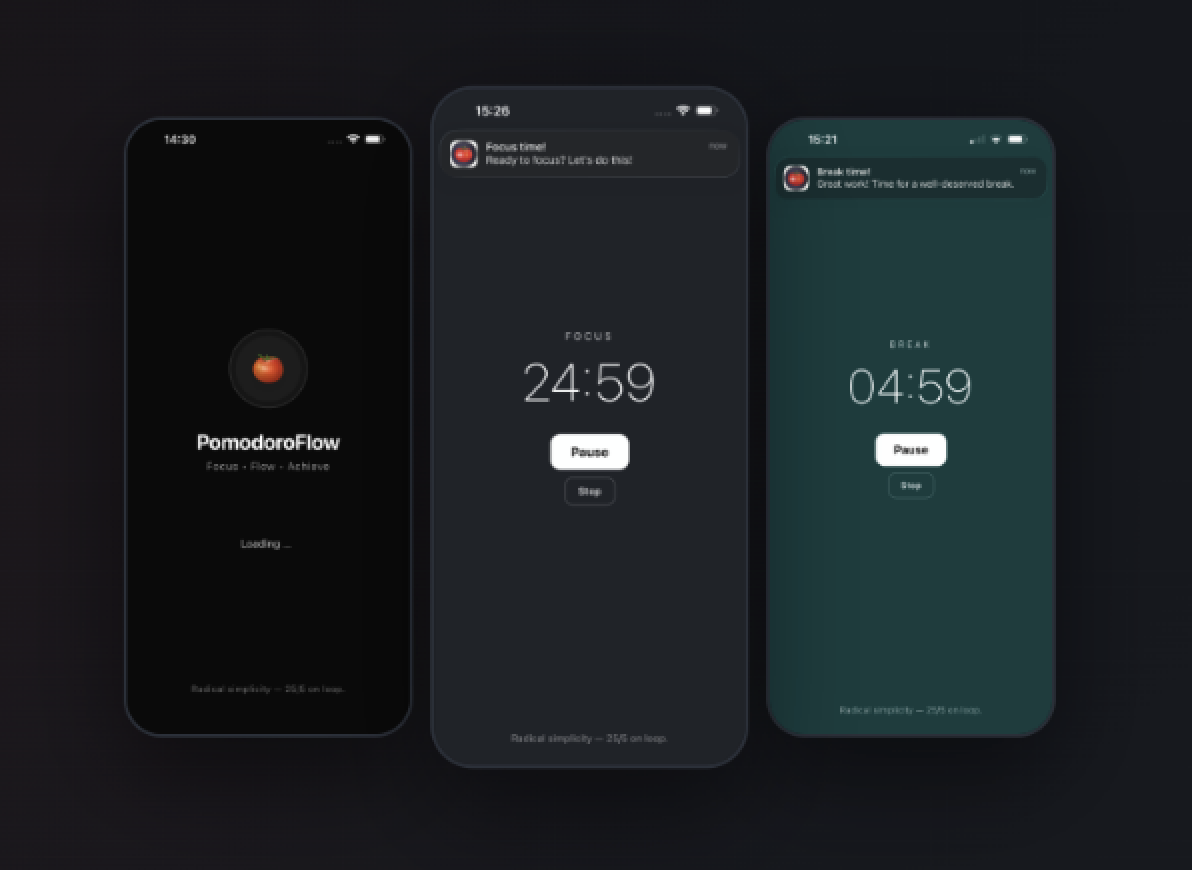 14:30
PomodoroFlow
Focus • Flow • Achieve
Loading ...
Radical simplicity — 25/5 on loop.
15:26
Focus time!
now
Ready to focus? Let's do this!
FOCUS
24:59
Pause
Stop
Radical simplicity — 25/5 on loop.
15:21
Break time!
now
Great work! Time for a well-deserved break.
BREAK
04:59
Pause
Stop
Radical simplicity — 25/5 on loop.